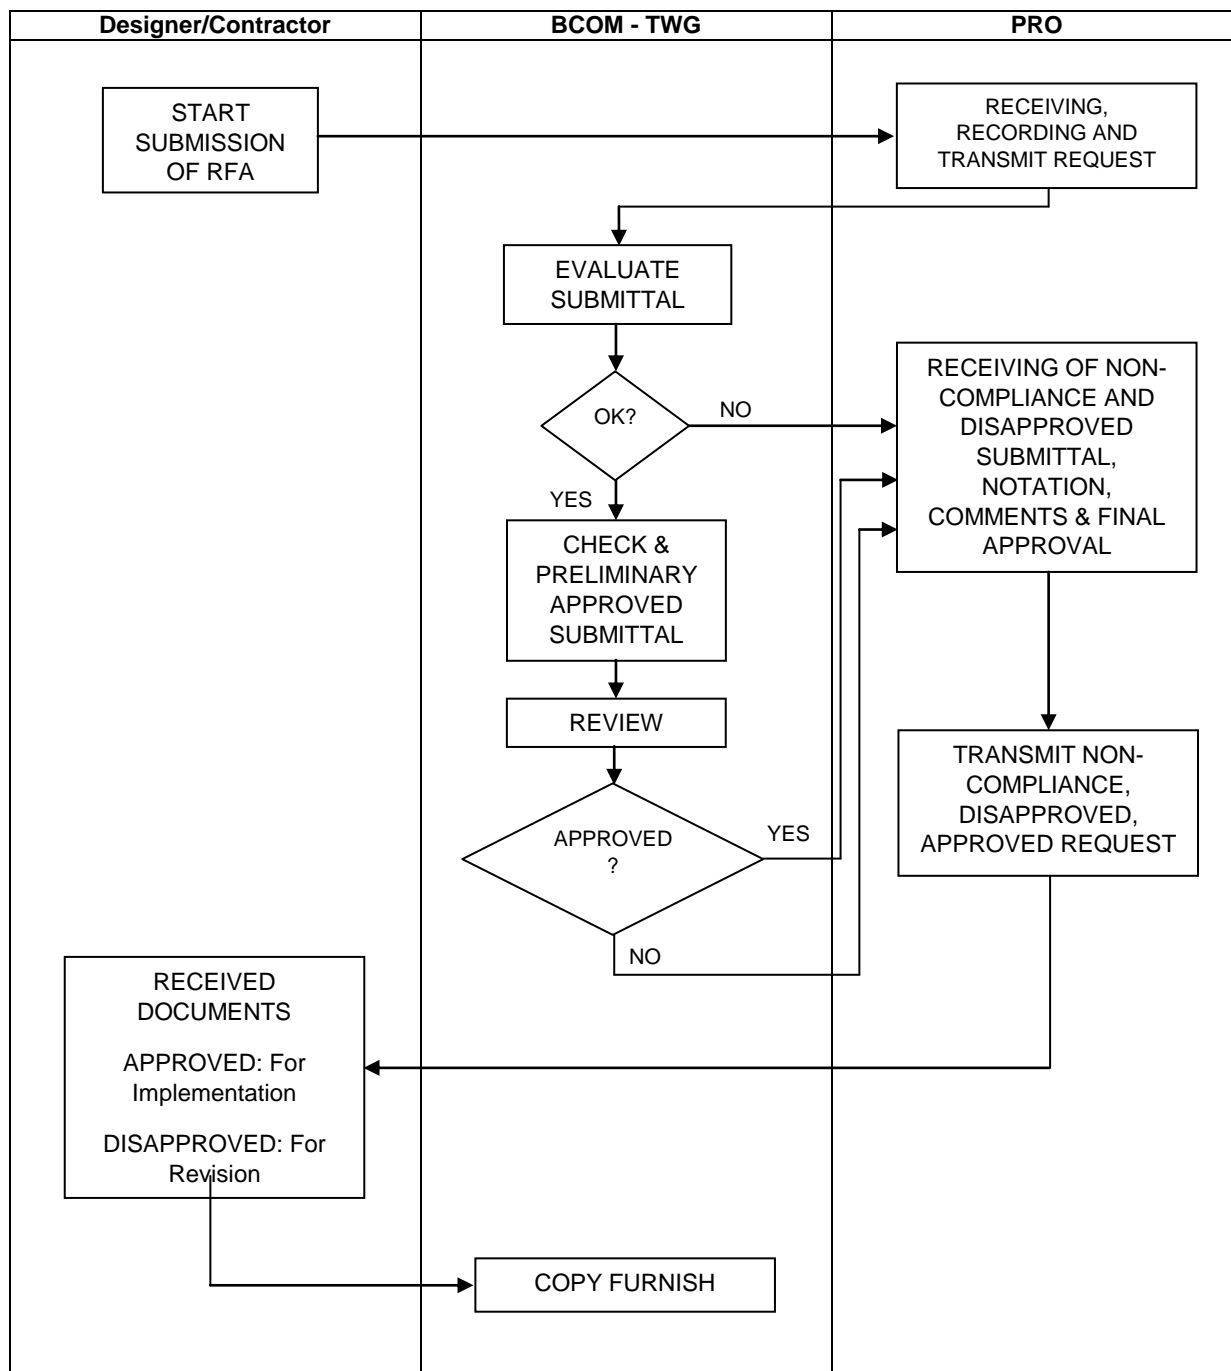 Designer/Contractor
BCOM - TWG
PRO
START
SUBMISSION
OF RFA
RECEIVING,
RECORDING AND
TRANSMIT REQUEST
EVALUATE
SUBMITTAL
OK?
NO
YES
RECEIVING OF NON-
COMPLIANCE AND
DISAPPROVED
SUBMITTAL,
NOTATION,
COMMENTS & FINAL
APPROVAL
CHECK &
PRELIMINARY
APPROVED
SUBMITTAL
REVIEW
APPROVED
?
YES
NO
TRANSMIT NON-
COMPLIANCE,
DISAPPROVED,
APPROVED REQUEST
RECEIVED
DOCUMENTS
APPROVED: For
Implementation
DISAPPROVED: For
Revision
COPY FURNISH